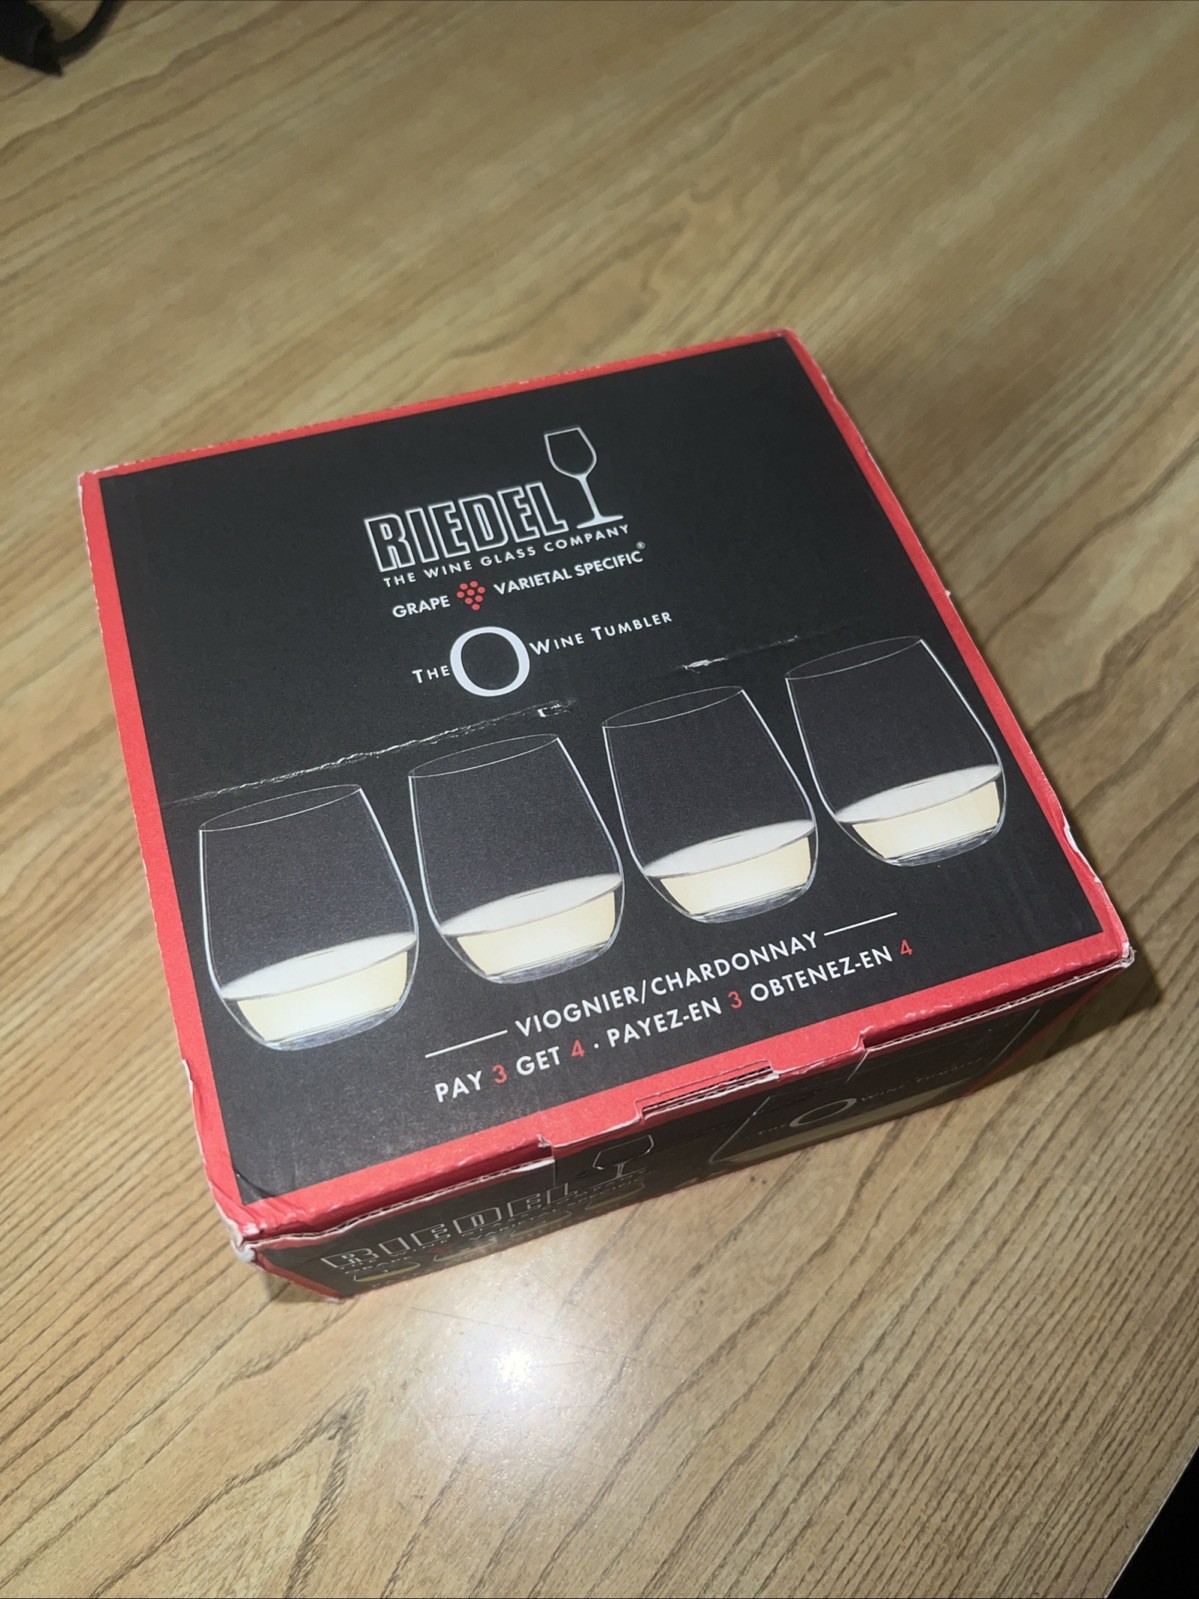 RIEDEL
THE WINE GLASS COMPANY
GRAPE VARIETAL SPECIFIC®
THE O WINE TUMBLER
VIOGNIER/CHARDONNAY
PAY 3 GET 4 · PAYEZ-EN 3 OBTENEZ-EN 4
RIEDEL